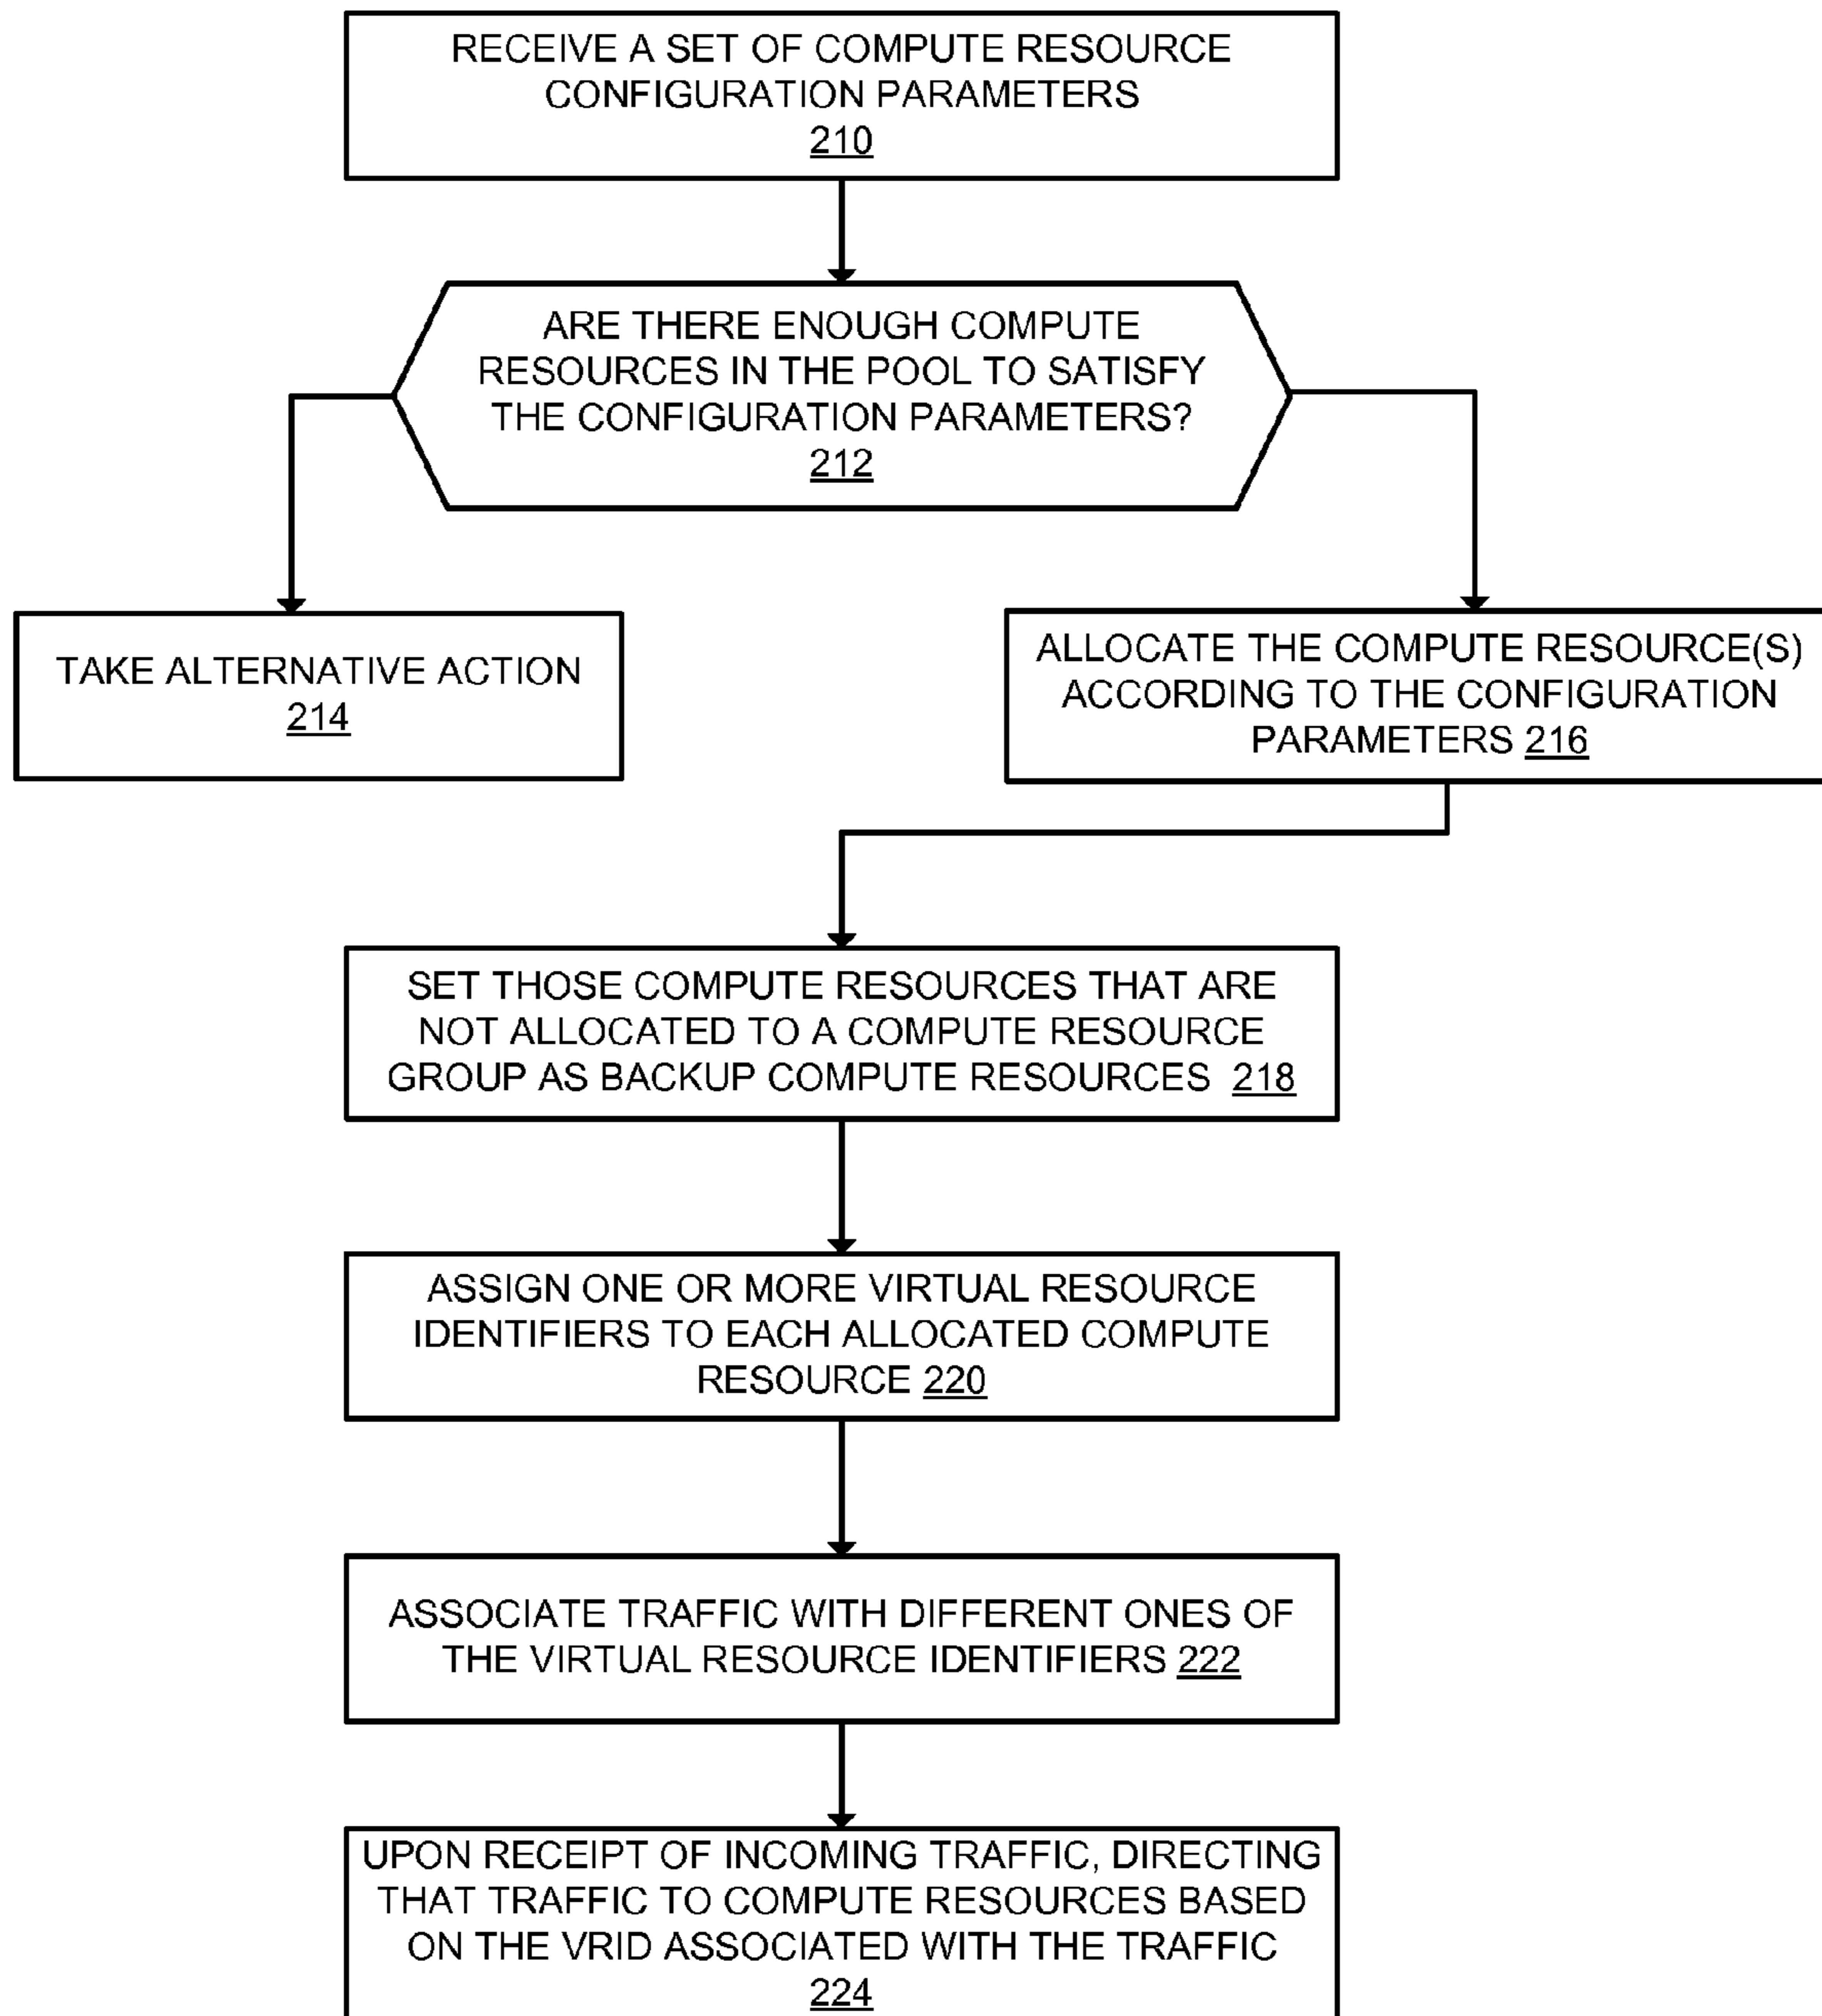 RECEIVE A SET OF COMPUTE RESOURCE
CONFIGURATION PARAMETERS
210
ARE THERE ENOUGH COMPUTE
RESOURCES IN THE POOL TO SATISFY
THE CONFIGURATION PARAMETERS?
212
TAKE ALTERNATIVE ACTION
214
ALLOCATE THE COMPUTE RESOURCE(S)
ACCORDING TO THE CONFIGURATION
PARAMETERS 216
SET THOSE COMPUTE RESOURCES THAT ARE
NOT ALLOCATED TO A COMPUTE RESOURCE
GROUP AS BACKUP COMPUTE RESOURCES 218
ASSIGN ONE OR MORE VIRTUAL RESOURCE
IDENTIFIERS TO EACH ALLOCATED COMPUTE
RESOURCE 220
ASSOCIATE TRAFFIC WITH DIFFERENT ONES OF
THE VIRTUAL RESOURCE IDENTIFIERS 222
UPON RECEIPT OF INCOMING TRAFFIC, DIRECTING
THAT TRAFFIC TO COMPUTE RESOURCES BASED
ON THE VRID ASSOCIATED WITH THE TRAFFIC
224